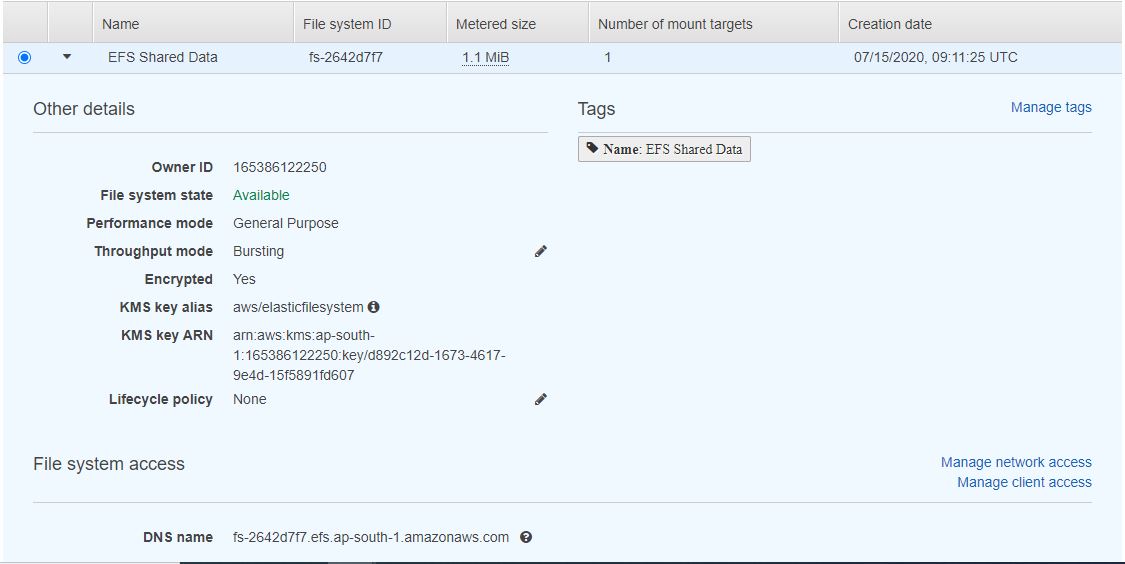 Name File system ID Metered size Number of mount targets Creation date
EFS Shared Data fs-2642d7f7 1.1 MiB 1 07/15/2020, 09:11:25 UTC
Other details
Owner ID 165386122250
File system state Available
Performance mode General Purpose
Throughput mode Bursting
Encrypted Yes
KMS key alias aws/elasticfilesystem
KMS key ARN arn:aws:kms:ap-south-
1:165386122250:key/d892c12d-1673-4617-
9e4d-15f5891fd607
Lifecycle policy None
Tags Manage tags
Name: EFS Shared Data
File system access Manage network access
Manage client access
DNS name fs-2642d7f7.efs.ap-south-1.amazonaws.com